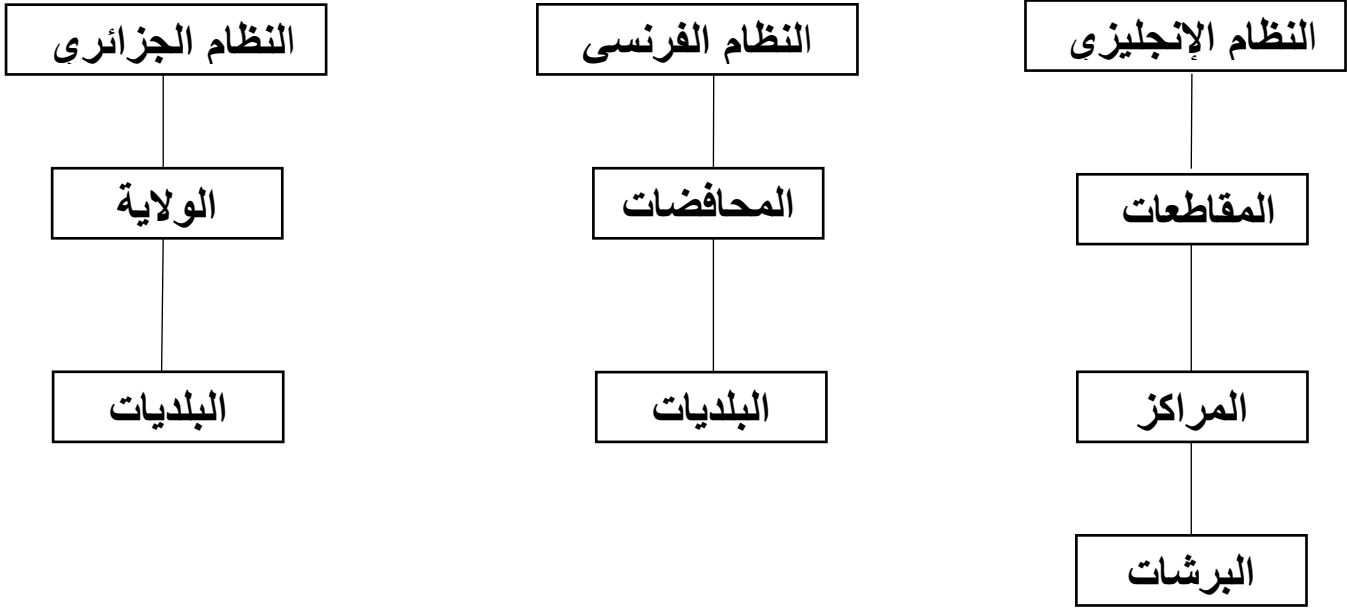 النظام الإنجليزي
النظام الفرنسي
النظام الجزائري
المقاطعات
المحافضات
الولاية
المراكز
البلديات
البلديات
البرشات